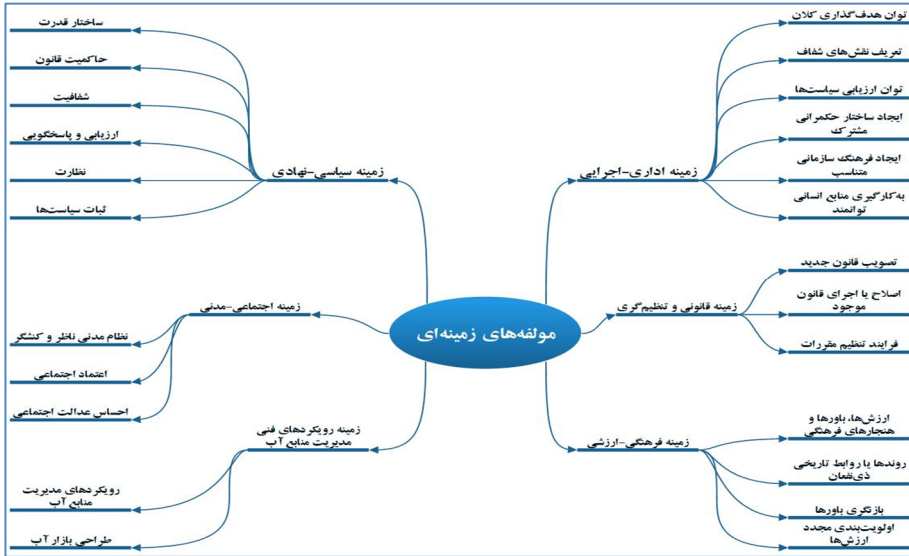 مولفه‌های زمینه‌ای
زمینه اداری-اجرایی
توان هدف‌گذاری کلان
تعریف نقش‌های شفاف
توان ارزیابی سیاست‌ها
ایجاد ساختار حکمرانی
مشترک
ایجاد فرهنگ سازمانی
متناسب
به‌کارگیری منابع انسانی
توانمند
زمینه قانونی و تنظیم‌گری
تصویب قانون جدید
اصلاح یا اجرای قانون
موجود
فرایند تنظیم مقررات
زمینه فرهنگی-ارزشی
ارزش‌ها، باورها و
هنجارهای فرهنگی
روندها یا روابط تاریخی
ذی‌نفعان
بازنگری باورها
اولویت‌بندی مجدد
ارزش‌ها
زمینه سیاسی-نهادی
ساختار قدرت
حاکمیت قانون
شفافیت
ارزیابی و پاسخگویی
نظارت
ثبات سیاست‌ها
زمینه اجتماعی-مدنی
نظام مدنی ناظر و کنشگر
اعتماد اجتماعی
احساس عدالت اجتماعی
زمینه رویکردهای فنی
مدیریت منابع آب
رویکردهای مدیریت
منابع آب
طراحی بازار آب